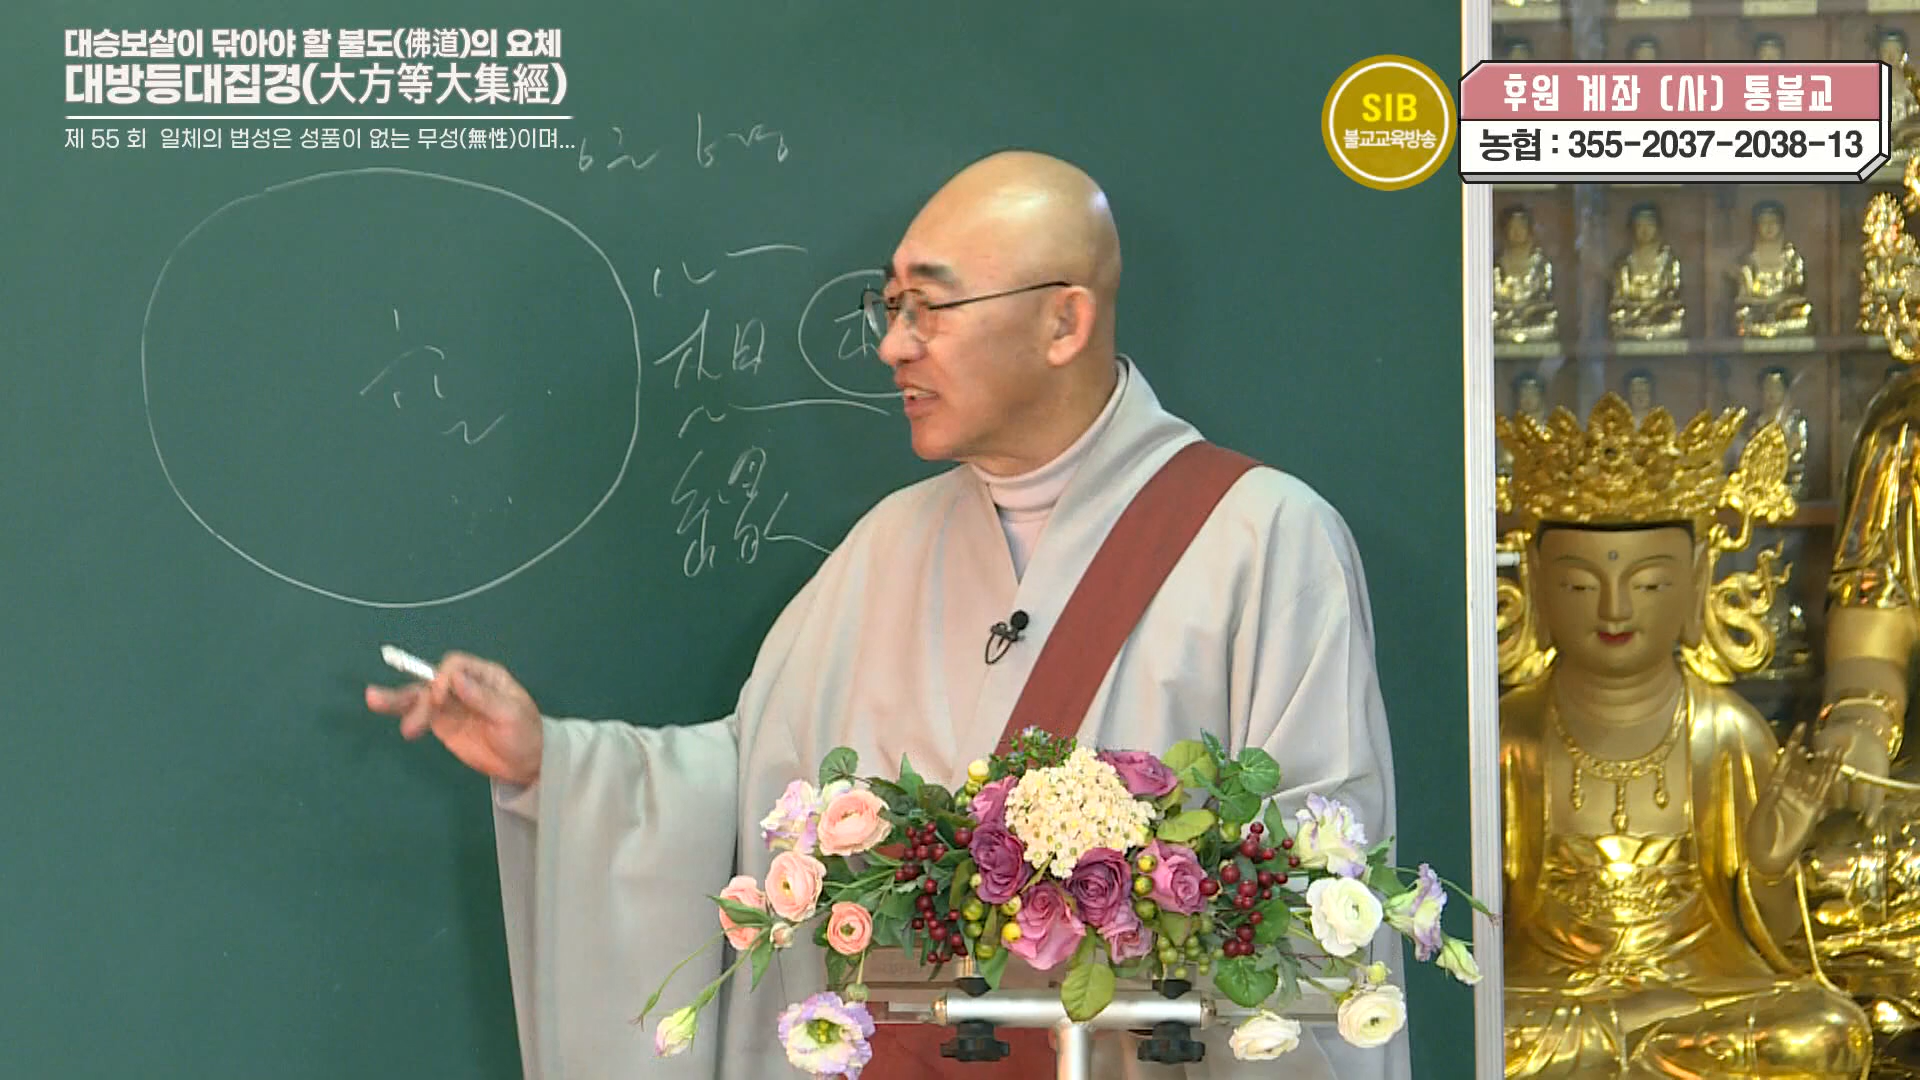 대승보살이 닦아야 할 불도(佛道)의 요체
대방등대집경(大方等大集經)
제 55 회 일체의 법성은 성품이 없는 무성(無性)이며...
SIB
불교교육방송
후원 계좌 (사) 통불교
농협 : 355-2037-2038-13
相